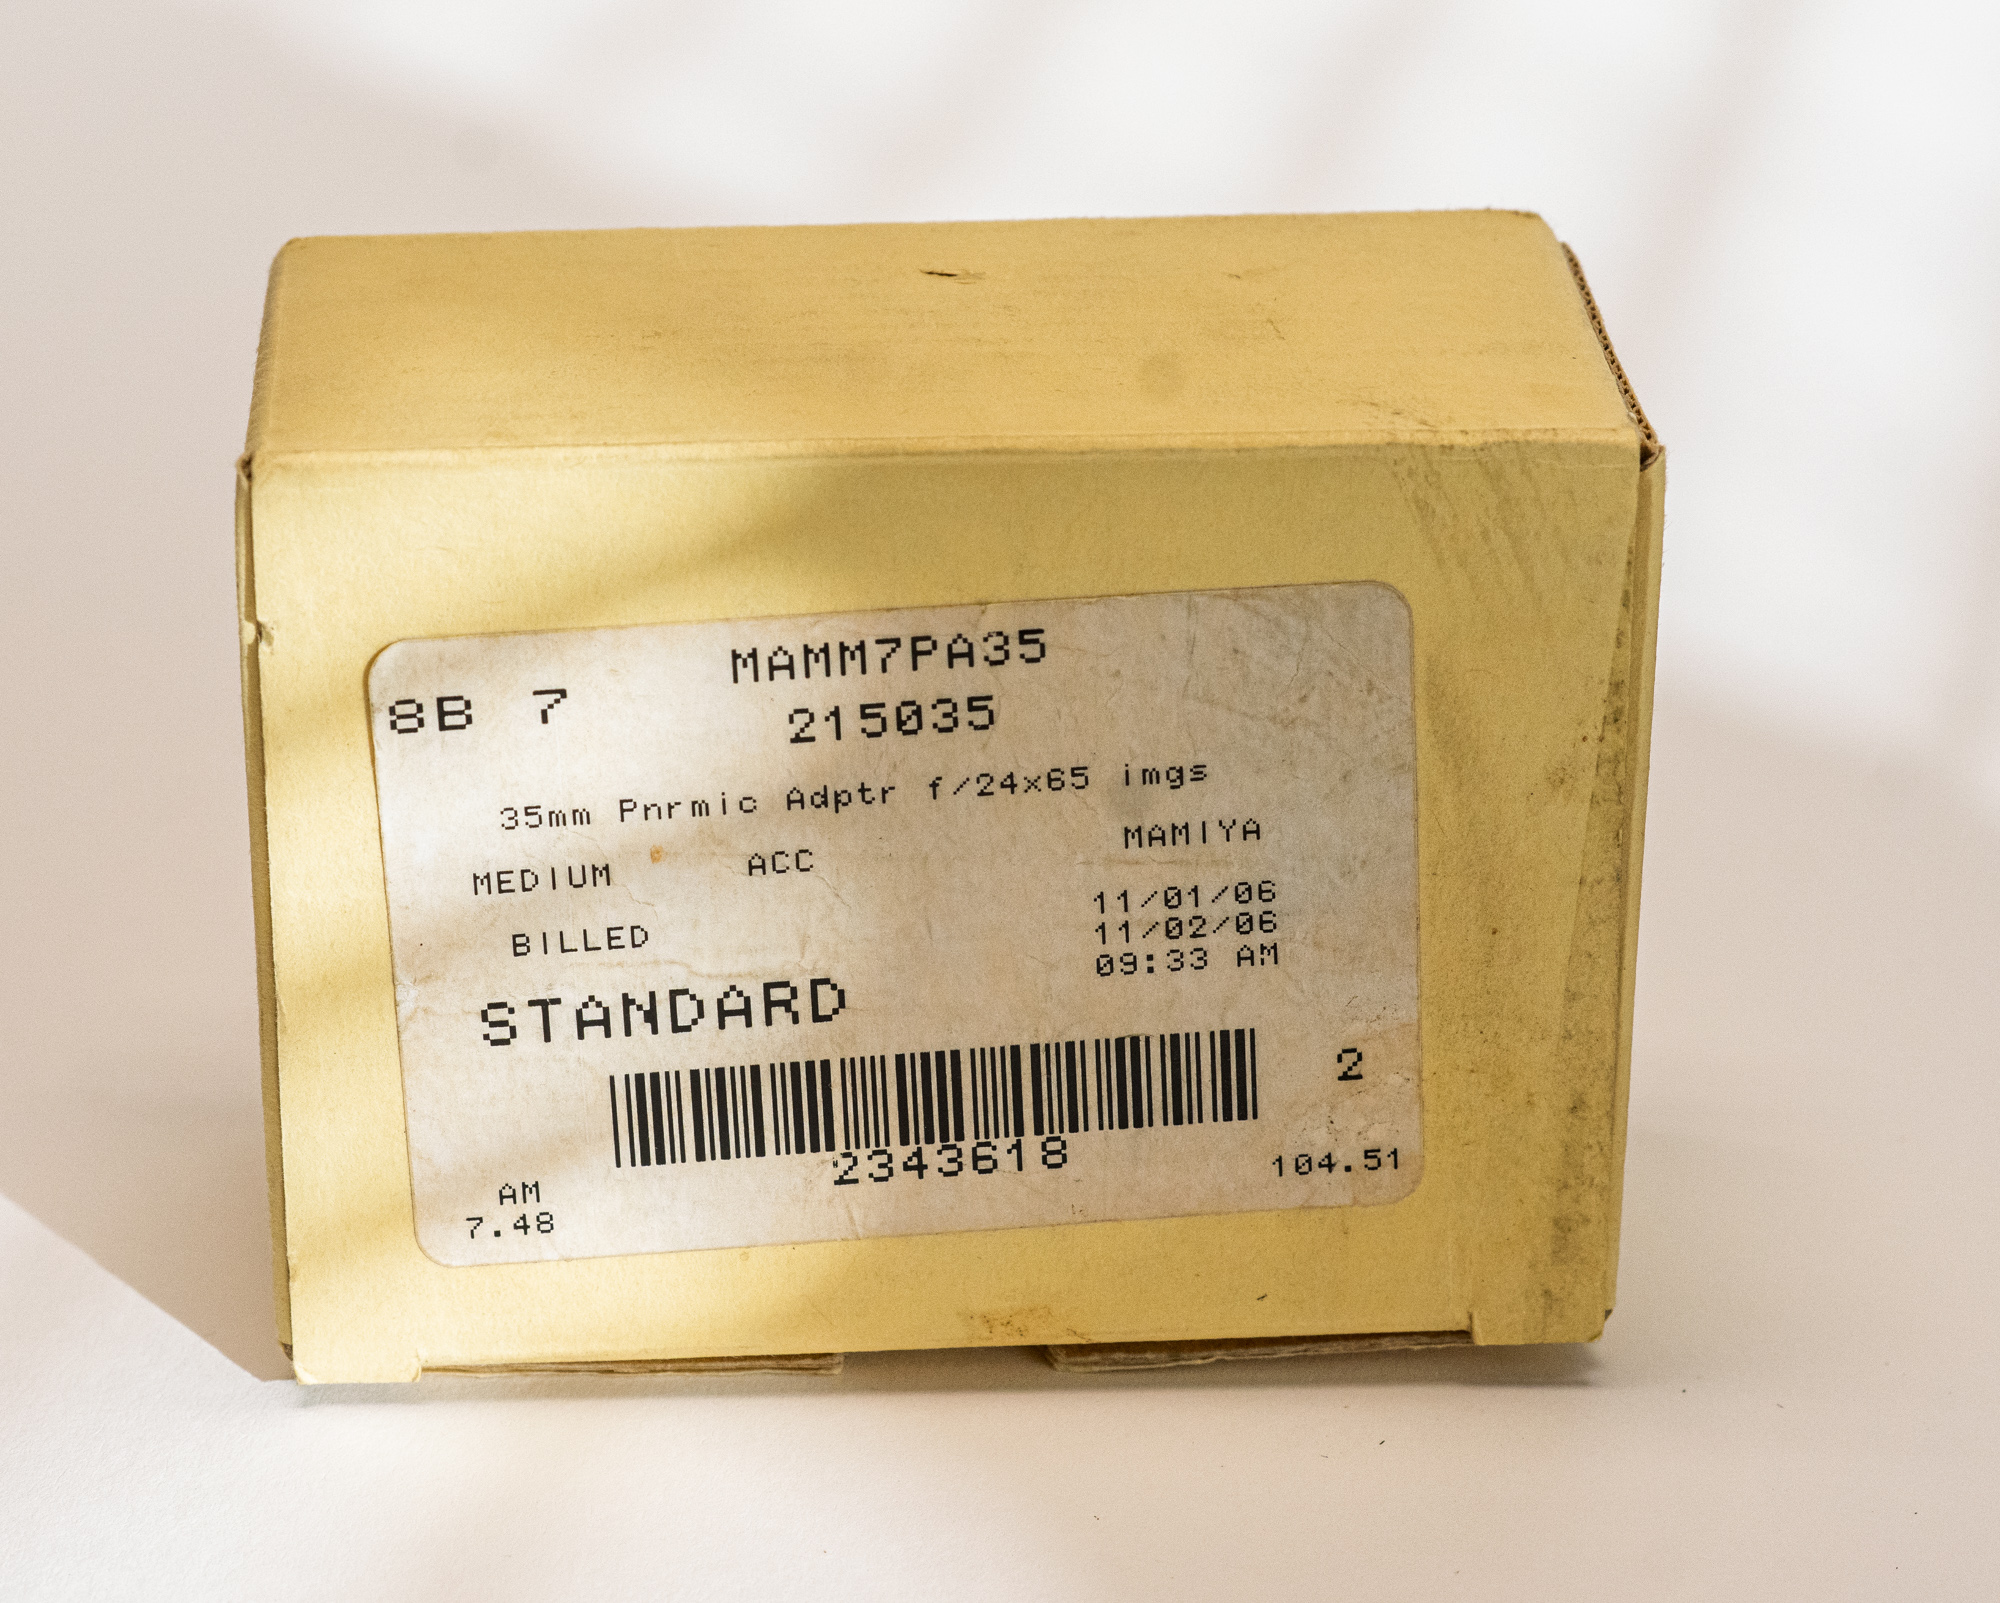 MAMM7PA35
8B 7
215035
35mm Pnrmic Adptr f/24x65 imgs
MAMIYA
MEDIUM ACC
11/01/06
BILLED
11/02/06
09:33 AM
STANDARD
2
2343618
104.51
AM
7.48